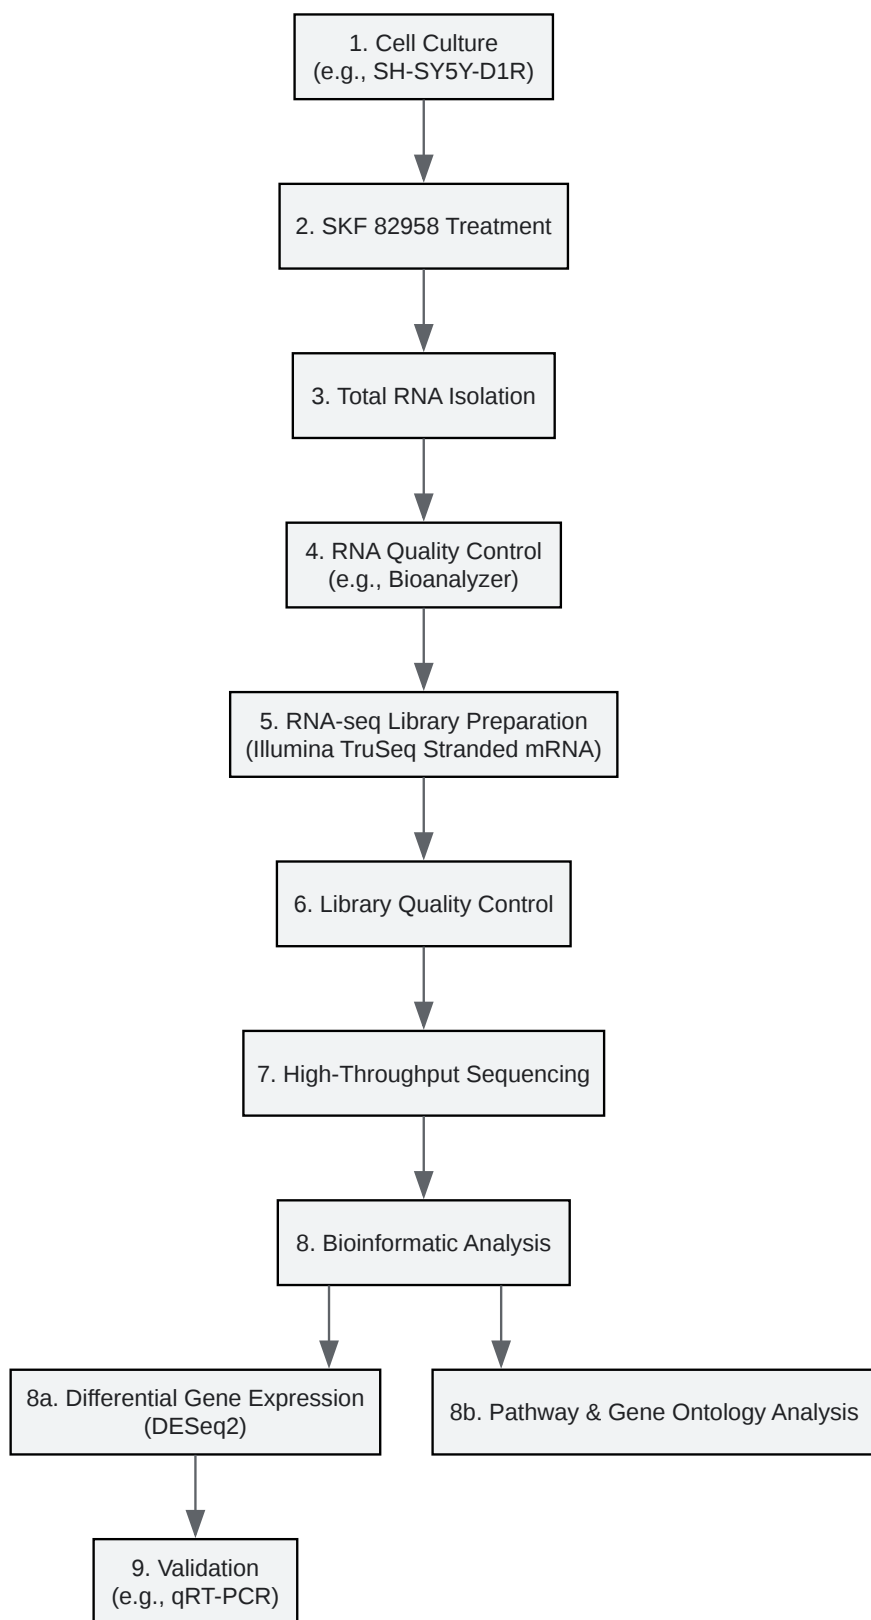 1. Cell Culture
(e.g., SH-SY5Y-D1R)
2. SKF 82958 Treatment
3. Total RNA Isolation
4. RNA Quality Control
(e.g., Bioanalyzer)
5. RNA-seq Library Preparation
(Illumina TruSeq Stranded mRNA)
6. Library Quality Control
7. High-Throughput Sequencing
8. Bioinformatic Analysis
8a. Differential Gene Expression
(DESeq2)
8b. Pathway & Gene Ontology Analysis
9. Validation
(e.g., qRT-PCR)